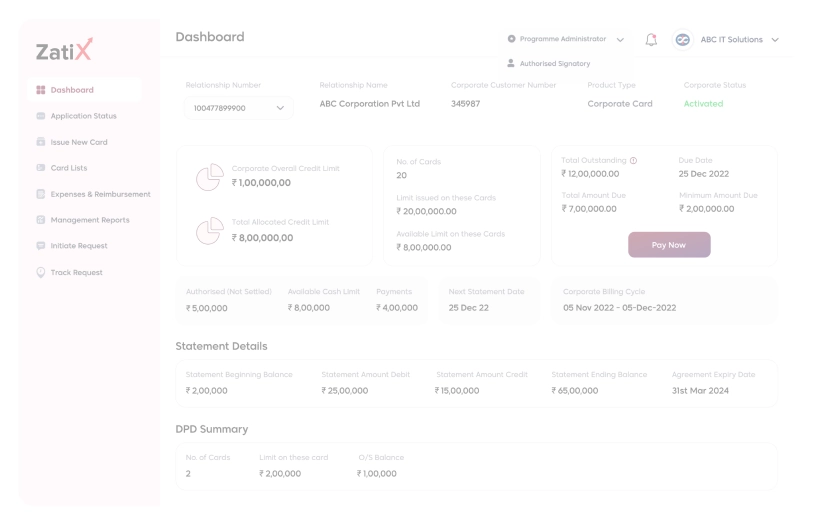 ZatiX
Dashboard
Application Status
Issue New Card
Card Lists
Expenses & Reimbursement
Management Reports
Initiate Request
Track Request
Dashboard
Programme Administrator
Authorised Signatory
ABC IT Solutions
Relationship Number
100477899900
Relationship Name
ABC Corporation Pvt Ltd
Corporate Customer Number
345987
Product Type
Corporate Card
Corporate Status
Activated
Corporate Overall Credit Limit
₹ 1,00,000,00
Total Allocated Credit Limit
₹ 8,00,000,00
No. of Cards
20
Limit Issued on these Cards
₹ 20,00,000.00
Available Limit on these Cards
₹ 8,00,000.00
Total Outstanding
₹ 12,00,000.00
Due Date
25 Dec 2022
Total Amount Due
₹ 7,00,000.00
Minimum Amount Due
₹ 2,00,000.00
Pay Now
Authorised (Not Settled)
₹ 5,00,000
Available Cash Limit
₹ 8,00,000
Payments
₹ 4,00,000
Next Statement Date
25 Dec 22
Corporate Billing Cycle
05 Nov 2022 - 05-Dec-2022
Statement Details
Statement Beginning Balance
₹ 2,00,000
Statement Amount Debit
₹ 25,00,000
Statement Amount Credit
₹ 15,00,000
Statement Ending Balance
₹ 65,00,000
Agreement Expiry Date
31st Mar 2024
DPD Summary
No. of Cards
2
Limit on these card
₹ 2,00,000
O/S Balance
₹ 1,00,000